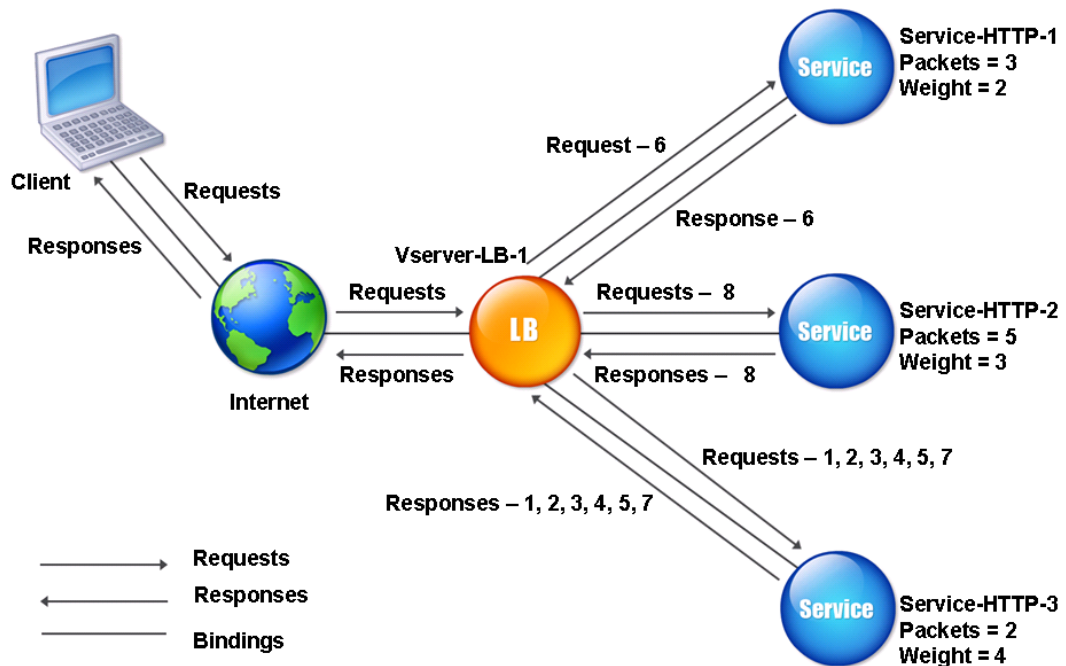 Client
Requests
Responses
Internet
Requests
Responses
Vserver-LB-1
LB
Request – 6
Response – 6
Service
Service-HTTP-1
Packets = 3
Weight = 2
Requests – 8
Responses – 8
Service
Service-HTTP-2
Packets = 5
Weight = 3
Requests – 1, 2, 3, 4, 5, 7
Responses – 1, 2, 3, 4, 5, 7
Service
Service-HTTP-3
Packets = 2
Weight = 4
Requests
Responses
Bindings